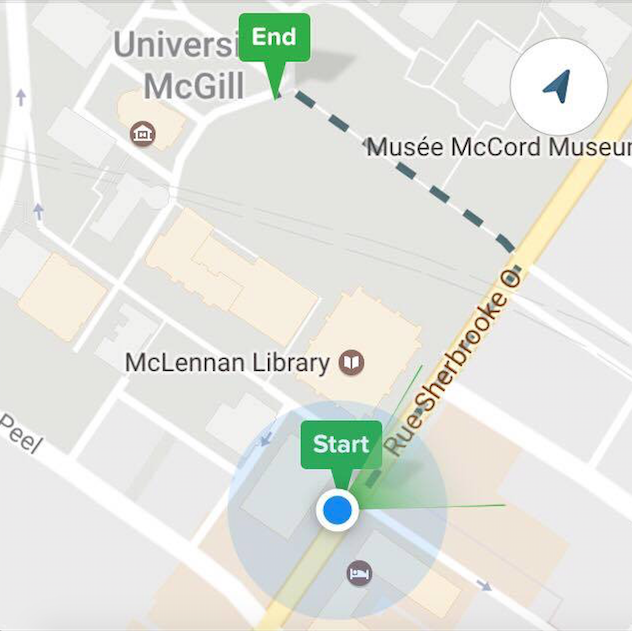 Universi
End
McGill
Musée McCord Museum
Rue Sherbrooke O
McLennan Library
Peel
Start